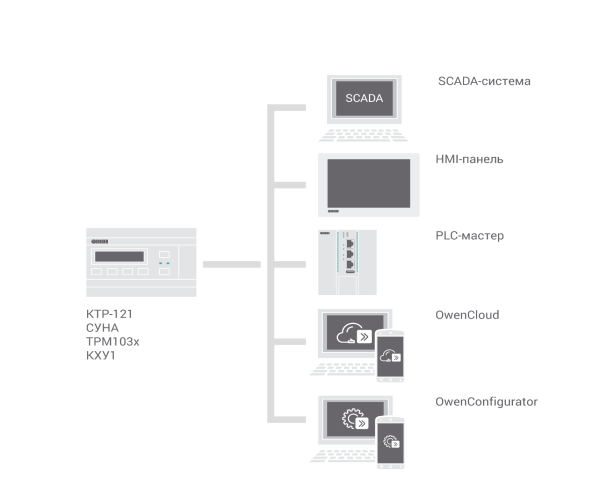 SCADA-система
SCADA
HMI-панель
PLC-мастер
КТР-121
СУНА
ТРМ103х
КХУ1
OwenCloud
OwenConfigurator